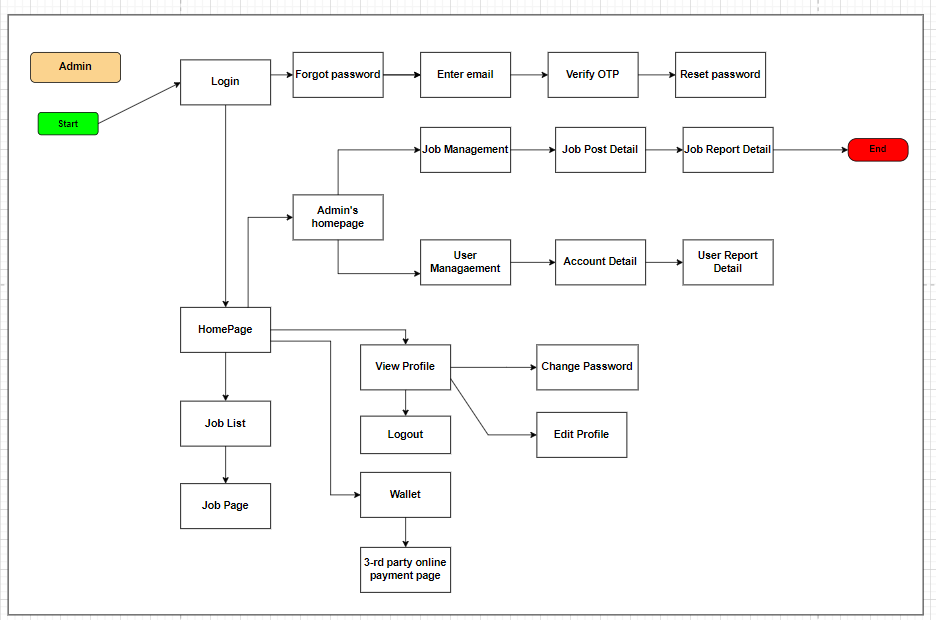 Admin
Start
Login
Forgot password
Enter email
Verify OTP
Reset password
Job Management
Job Post Detail
Job Report Detail
End
Admin's
homepage
User
Managaement
Account Detail
User Report
Detail
HomePage
View Profile
Change Password
Job List
Logout
Edit Profile
Job Page
Wallet
3-rd party online
payment page